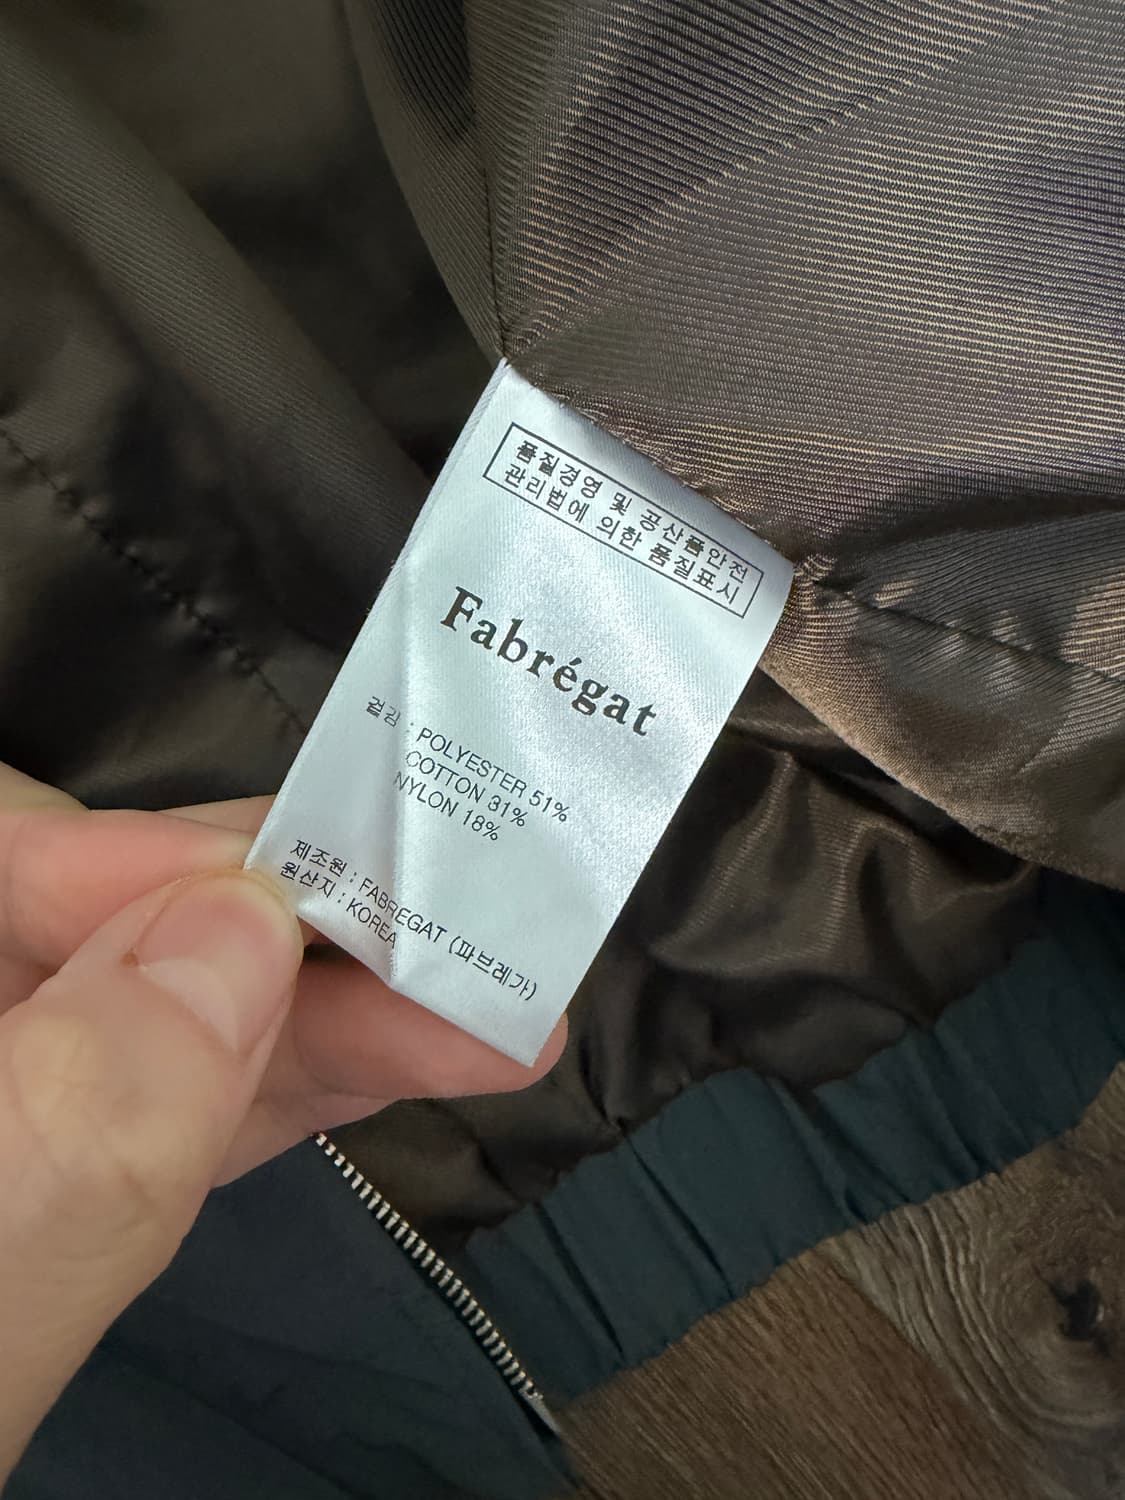 품질경영 및 공산품안전
관리법에 의한 품질표시
Fabrégat
겉감 : POLYESTER 51%
COTTON 31%
NYLON 18%
제조원 : FABREGAT (파브레가)
원산지 : KOREA